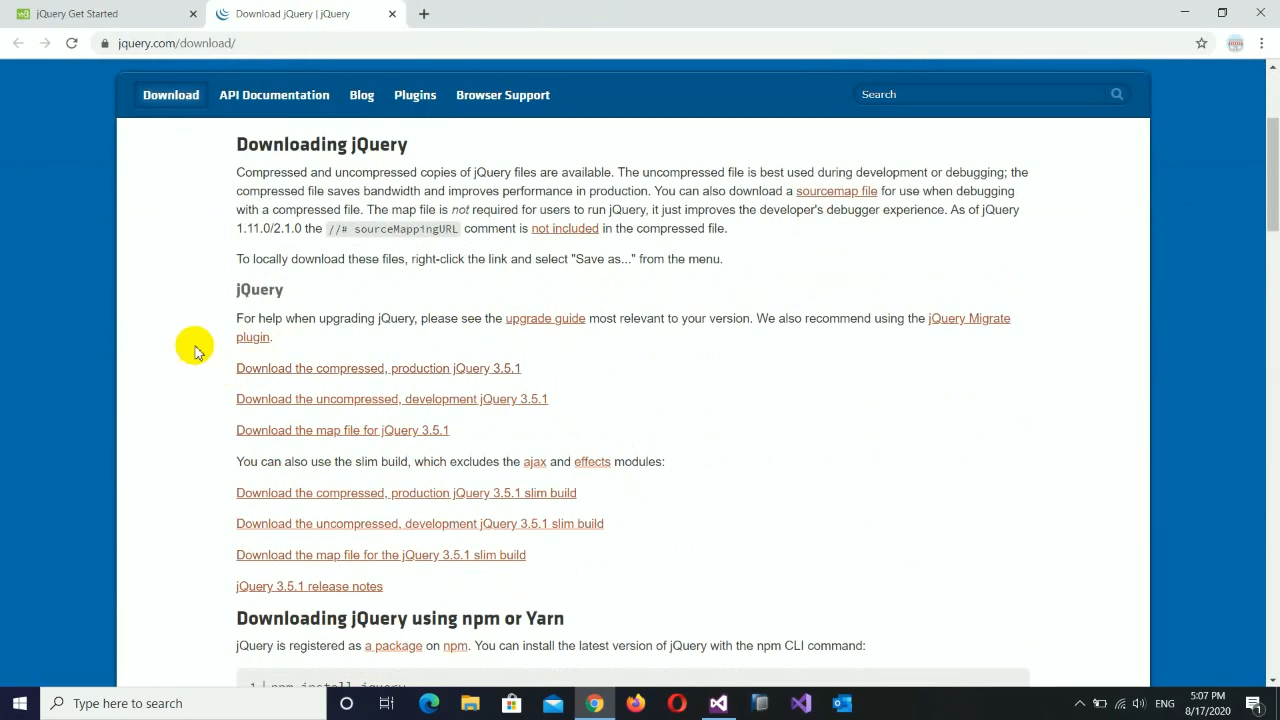 jQuery Get Started
Download jQuery | jQuery
jquery.com/download/
Download API Documentation Blog Plugins Browser Support Search
Downloading jQuery
Compressed and uncompressed copies of jQuery files are available. The uncompressed file is best used during development or debugging; the
compressed file saves bandwidth and improves performance in production. You can also download a sourcemap file for use when debugging
with a compressed file. The map file is not required for users to run jQuery, it just improves the developer's debugger experience. As of jQuery
1.11.0/2.1.0 the //# sourceMappingURL comment is not included in the compressed file.
To locally download these files, right-click the link and select "Save as..." from the menu.
jQuery
For help when upgrading jQuery, please see the upgrade guide most relevant to your version. We also recommend using the jQuery Migrate
plugin.
Download the compressed, production jQuery 3.5.1
Download the uncompressed, development jQuery 3.5.1
Download the map file for jQuery 3.5.1
You can also use the slim build, which excludes the ajax and effects modules:
Download the compressed, production jQuery 3.5.1 slim build
Download the uncompressed, development jQuery 3.5.1 slim build
Download the map file for the jQuery 3.5.1 slim build
jQuery 3.5.1 release notes
Downloading jQuery using npm or Yarn
jQuery is registered as a package on npm. You can install the latest version of jQuery with the npm CLI command:
1 npm install jquery
Type here to search
ENG
5:07 PM
8/17/2020